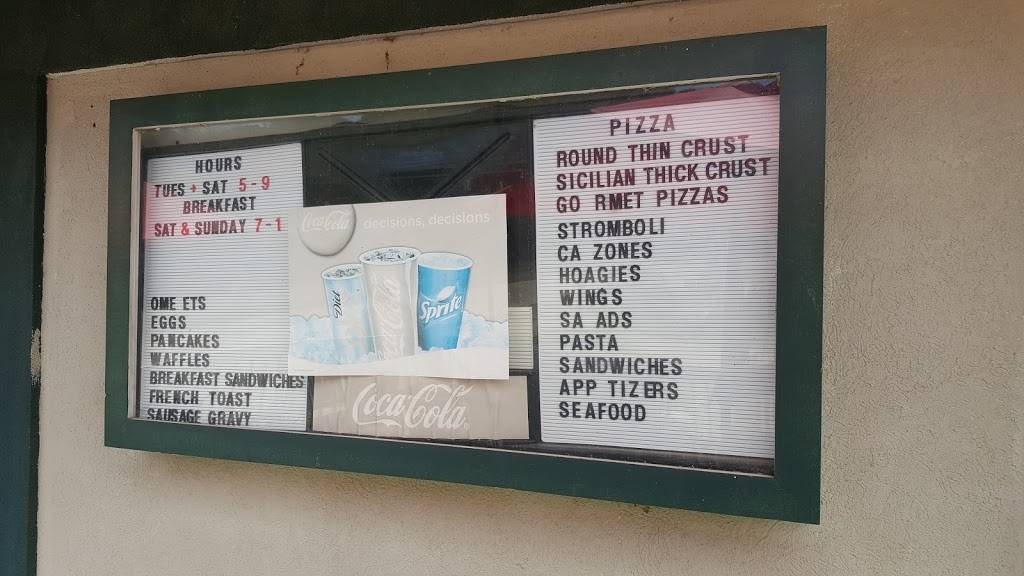 HOURS
TUES + SAT 5-9
BREAKFAST
SAT & SUNDAY 7-1
OME ETS
EGGS
PANCAKES
WAFFLES
BREAKFAST SANDWICHES
FRENCH TOAST
SAUSAGE GRAVY
Coca-Cola
decisions, decisions
Diet
Coca-Cola
Sprite
Coca-Cola
PIZZA
ROUND THIN CRUST
SICILIAN THICK CRUST
GO RMET PIZZAS
STROMBOLI
CA ZONES
HOAGIES
WINGS
SA ADS
PASTA
SANDWICHES
APP TIZERS
SEAFOOD